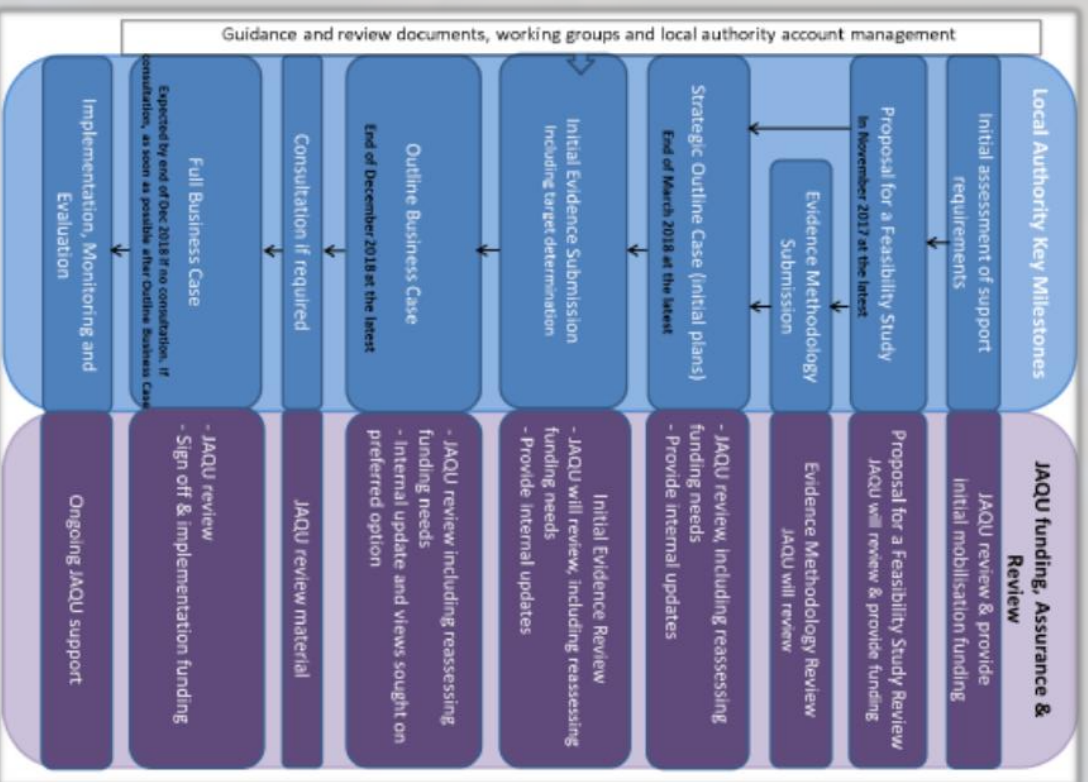 Guidance and review documents, working groups and local authority account management
Local Authority Key Milestones
Initial assessment of support
requirements
Proposal for a Feasibility Study
In November 2017 at the latest
Evidence Methodology
Submission
Strategic Outline Case (initial plans)
End of March 2018 at the latest
Initial Evidence Submission
Including target determination
Outline Business Case
End of December 2018 at the latest
Consultation if required
Full Business Case
Expected by end of Dec 2018 if no consultation. If
consultation, as soon as possible after Outline Business Case
Implementation, Monitoring and
Evaluation
JAQU funding, Assurance &
Review
JAQU review & provide
initial mobilisation funding
Proposal for a Feasibility Study Review
JAQU will review & provide funding
Evidence Methodology Review
JAQU will review
- JAQU review, including reassessing
funding needs
- Provide internal updates
Initial Evidence Review
- JAQU will review, including reassessing
funding needs
- Provide internal updates
- JAQU review including reassessing
funding needs
- Internal update and views sought on
preferred option
JAQU review material
- JAQU review
- Sign off & implementation funding
Ongoing JAQU support